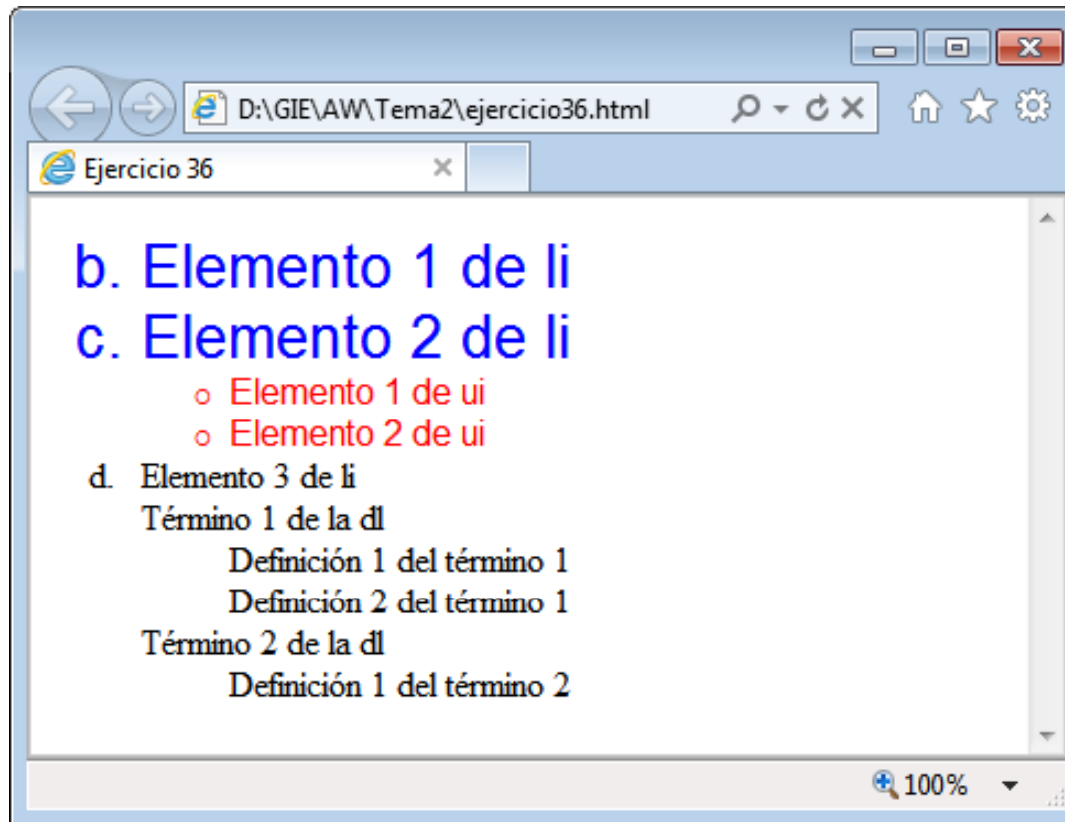 D:\GIE\AW\Tema2\ejercicio36.html
Ejercicio 36
b. Elemento 1 de li
c. Elemento 2 de li
o Elemento 1 de ui
o Elemento 2 de ui
d. Elemento 3 de li
Término 1 de la dl
Definición 1 del término 1
Definición 2 del término 1
Término 2 de la dl
Definición 1 del término 2
100%